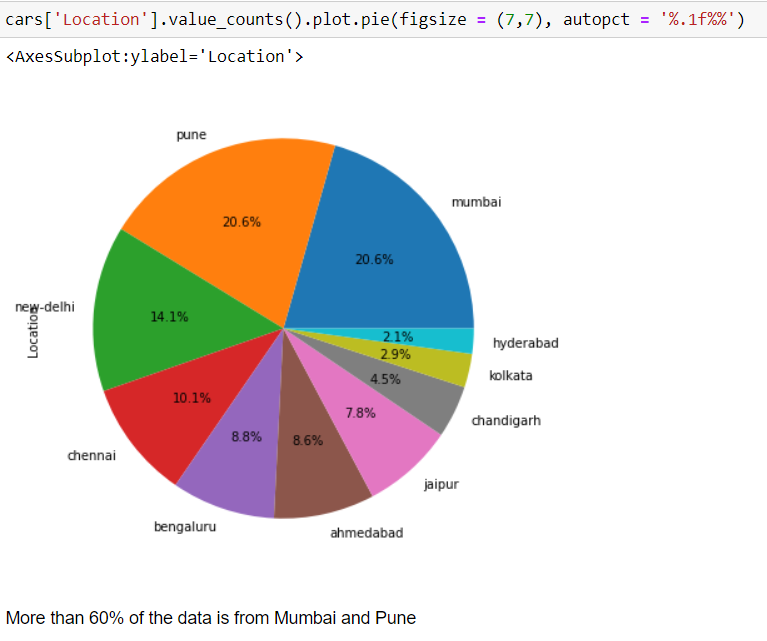 cars['Location'].value_counts().plot.pie(figsize = (7,7), autopct = '%.1f%%')
<AxesSubplot:ylabel='Location'>
pune
mumbai
20.6%
20.6%
new-delhi
14.1%
Location
2.1%
hyderabad
2.9%
kolkata
4.5%
chandigarh
10.1%
7.8%
8.8%
8.6%
chennai
jaipur
bengaluru
ahmedabad
More than 60% of the data is from Mumbai and Pune